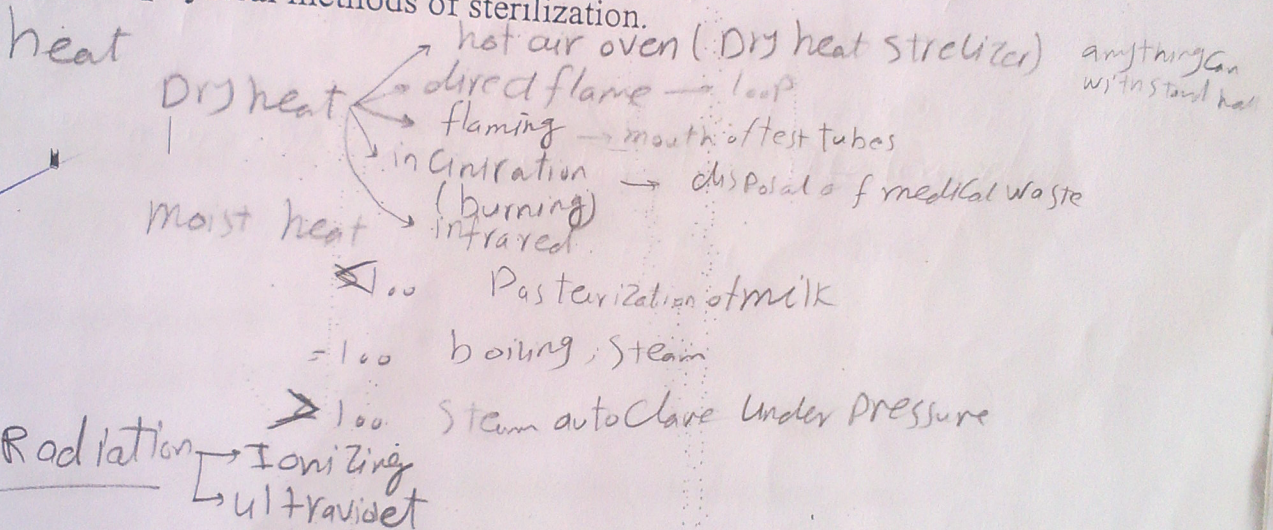 methods of sterilization.
heat
hot air oven (Dry heat Strelizer) anything Can
withstand
Dry heat
direct flame → loop
flaming → mouth of test tubes
inciniration → disposal of medical waste
(burning)
Moist heat
infrared
<100 Pasterization of milk
=100 boiling, Steam
>100 Steam autoclave Under Pressure
Radiation → Ionizing
ultraviolet